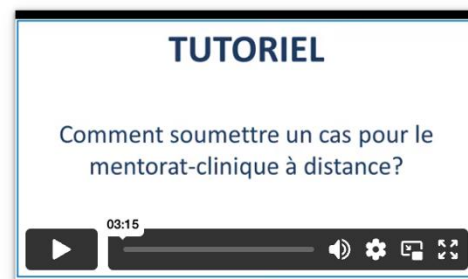 TUTORIEL
Comment soumettre un cas pour le
mentorat-clinique à distance?
03:15